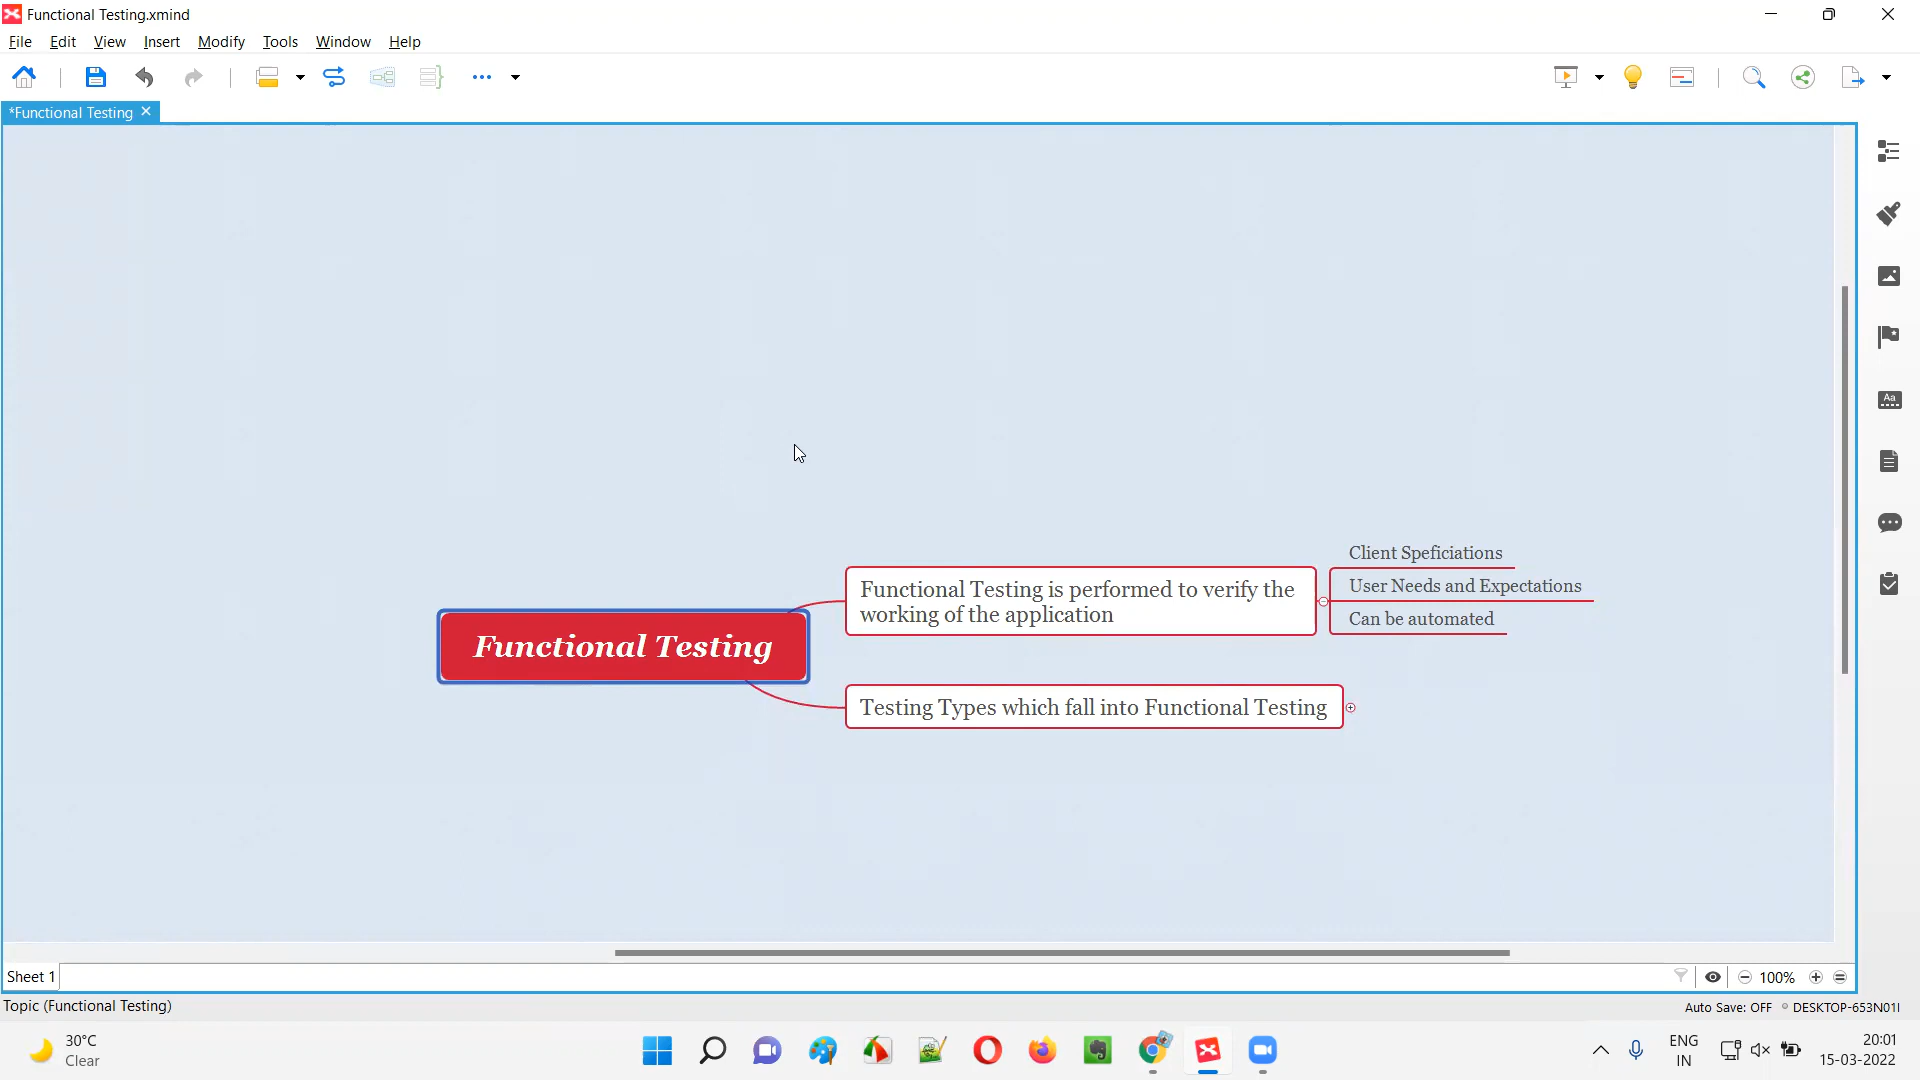 Functional Testing.xmind
File Edit View Insert Modify Tools Window Help
*Functional Testing
Client Speficiations
Functional Testing is performed to verify the
working of the application
User Needs and Expectations
Can be automated
Functional Testing
Testing Types which fall into Functional Testing
Sheet 1
100%
Topic (Functional Testing)
Auto Save: OFF DESKTOP-653N01I
30°C
Clear
ENG
IN
20:01
15-03-2022